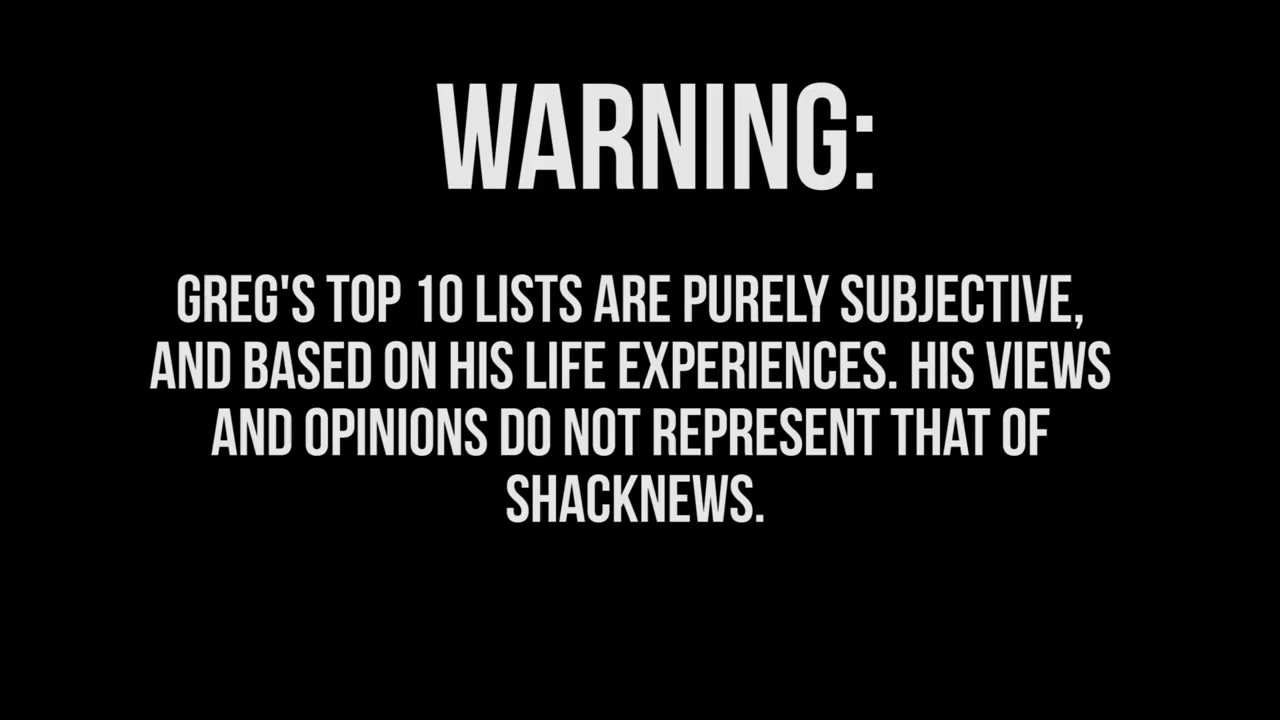 WARNING:
GREG'S TOP 10 LISTS ARE PURELY SUBJECTIVE,
AND BASED ON HIS LIFE EXPERIENCES. HIS VIEWS
AND OPINIONS DO NOT REPRESENT THAT OF
SHACKNEWS.